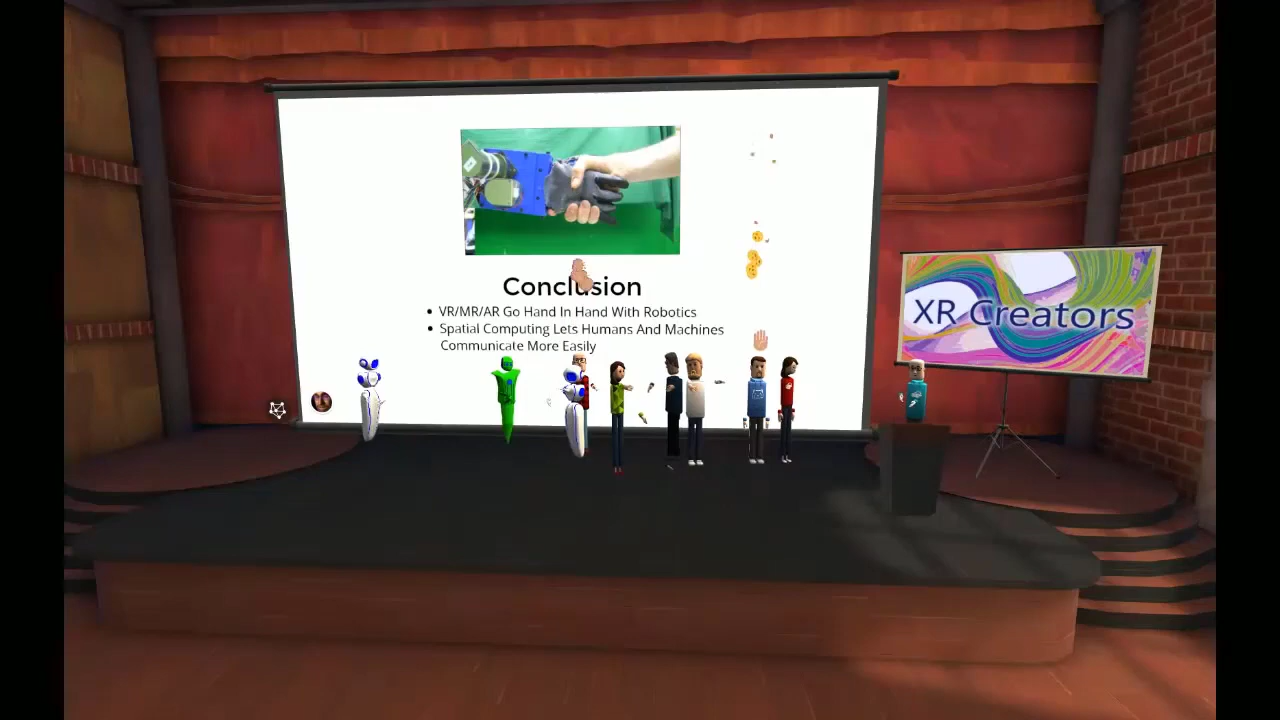 Conclusion
VR/MR/AR Go Hand In Hand With Robotics
Spatial Computing Lets Humans And Machines
Communicate More Easily
XR Creators